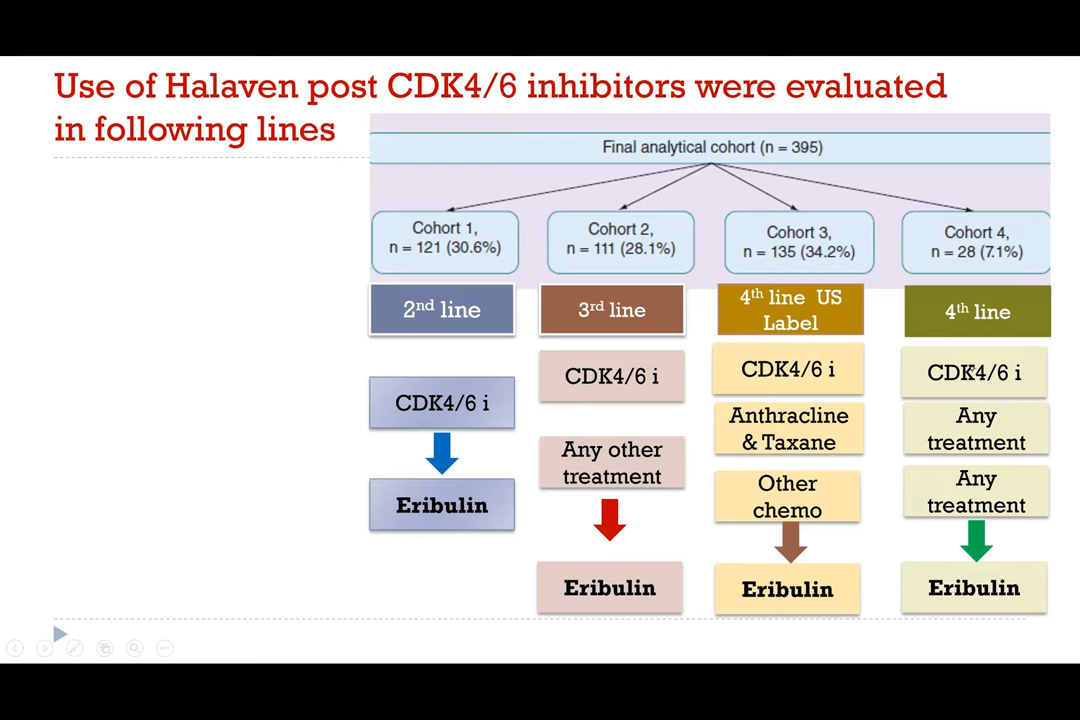 Use of Halaven post CDK4/6 inhibitors were evaluated
in following lines
Final analytical cohort (n = 395)
Cohort 1,
n = 121 (30.6%)
Cohort 2,
n = 111 (28.1%)
Cohort 3,
n = 135 (34.2%)
Cohort 4,
n = 28 (7.1%)
2nd line
3rd line
4th line US
Label
4th line
CDK4/6 i
Eribulin
CDK4/6 i
Any other
treatment
Eribulin
CDK4/6 i
Anthracline
& Taxane
Other
chemo
Eribulin
CDK4/6 i
Any
treatment
Any
treatment
Eribulin